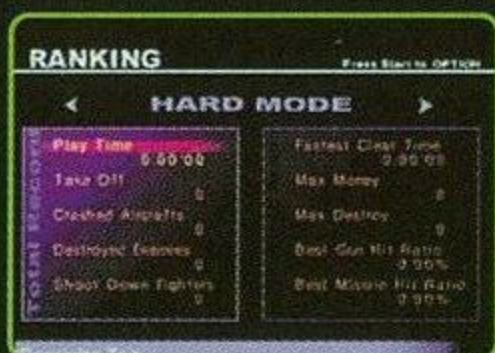 RANKING
Press Start to OPTION
HARD MODE
Total Record
Play Time
0:00'00
Take Off
0
Crashed Aircrafts
0
Destroyed Enemies
0
Shoot Down Fighters
0
Fastest Clear Time
0:00'00
Max Money
0
Max Destroy
0
Best Gun Hit Ratio
0.00%
Best Missile Hit Ratio
0.00%